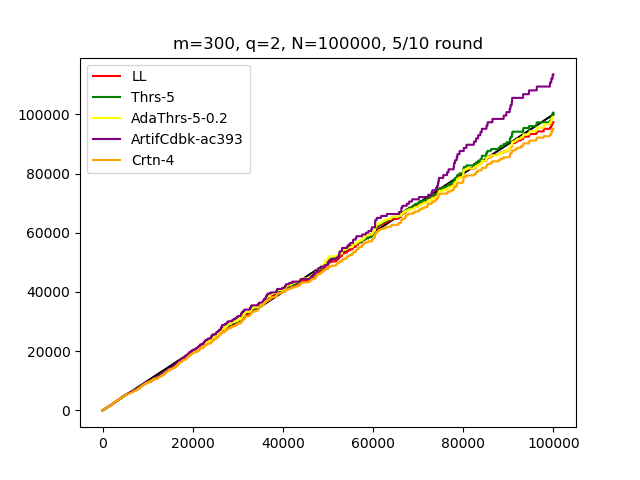 m=300, q=2, N=100000, 5/10 round
LL
Thrs-5
AdaThrs-5-0.2
ArtifCdbk-ac393
Crtn-4
100000
80000
60000
40000
20000
0
0 20000 40000 60000 80000 100000